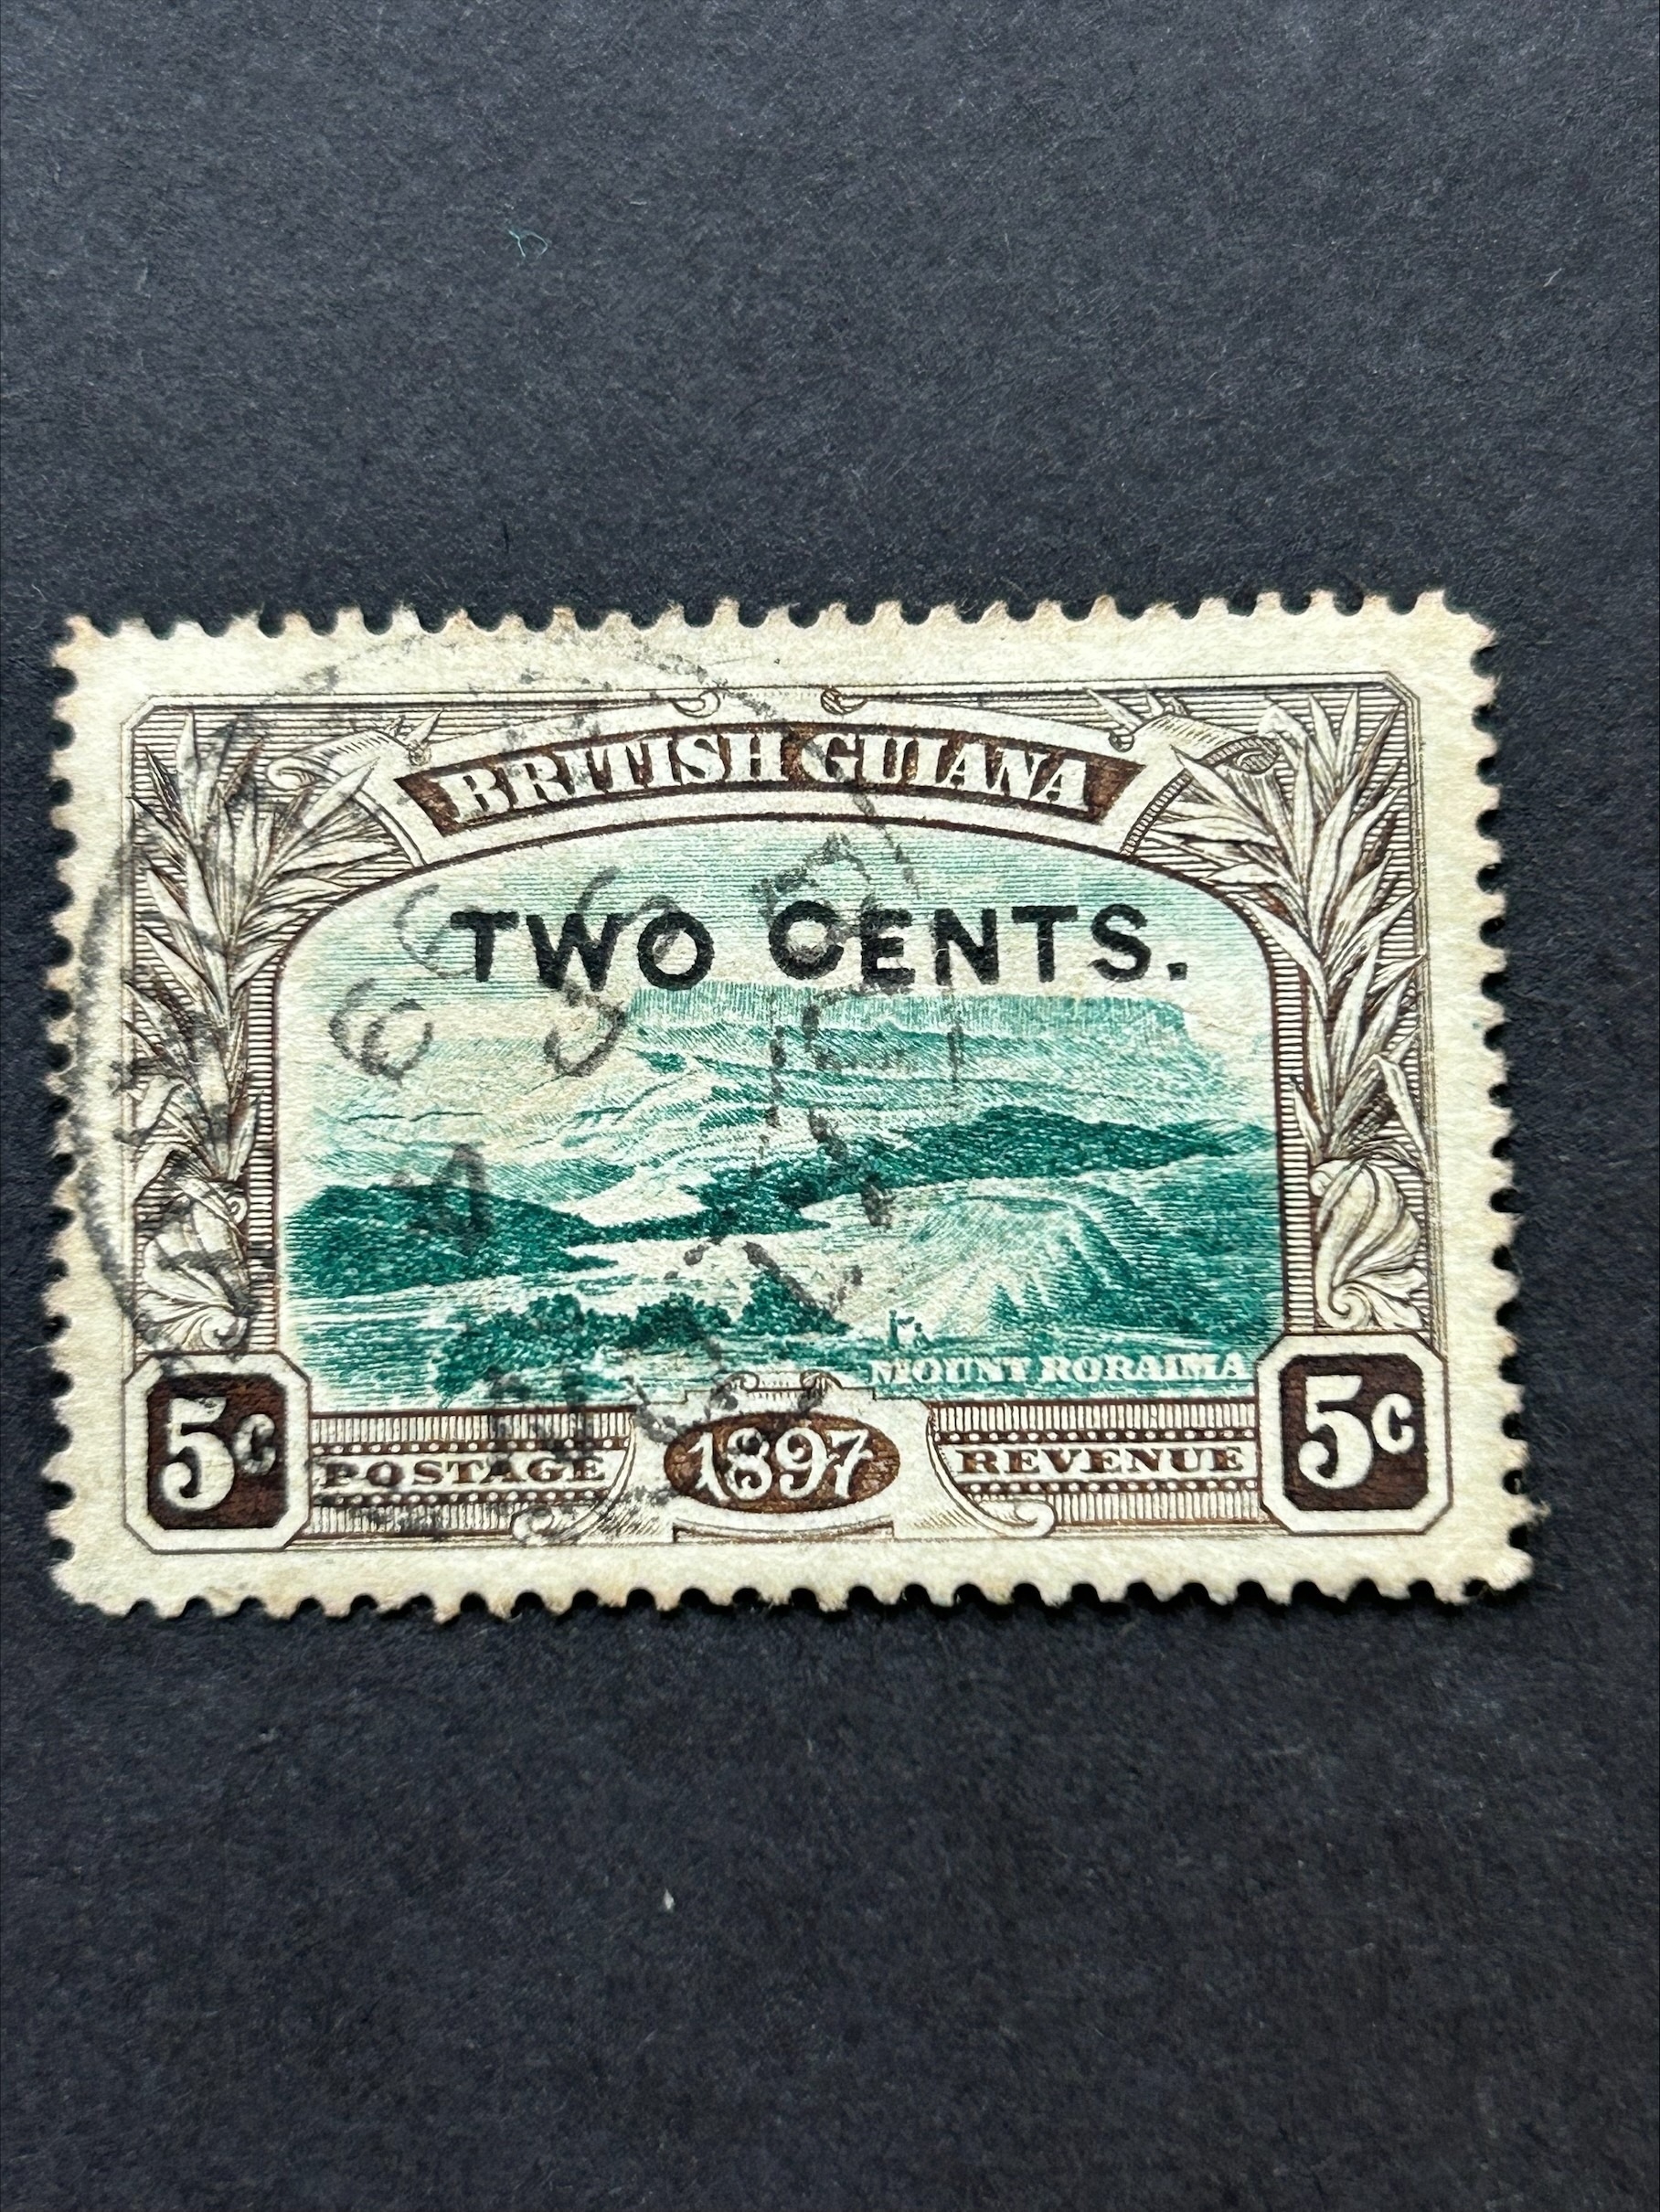 BRITISH GUIANA
TWO CENTS.
MOUNT RORAIMA
5c POSTAGE 1897 REVENUE 5c